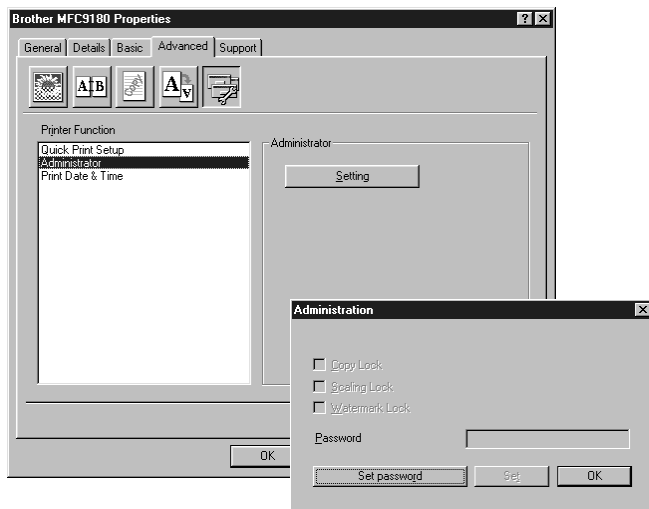 Brother MFC9180 Properties
General Details Basic Advanced Support
A B Copy A A
Printer Function
Quick Print Setup
Administrator
Print Date & Time
Administrator
Setting
OK
Administration
Copy Lock
Scaling Lock
Watermark Lock
Password
Set password Set OK